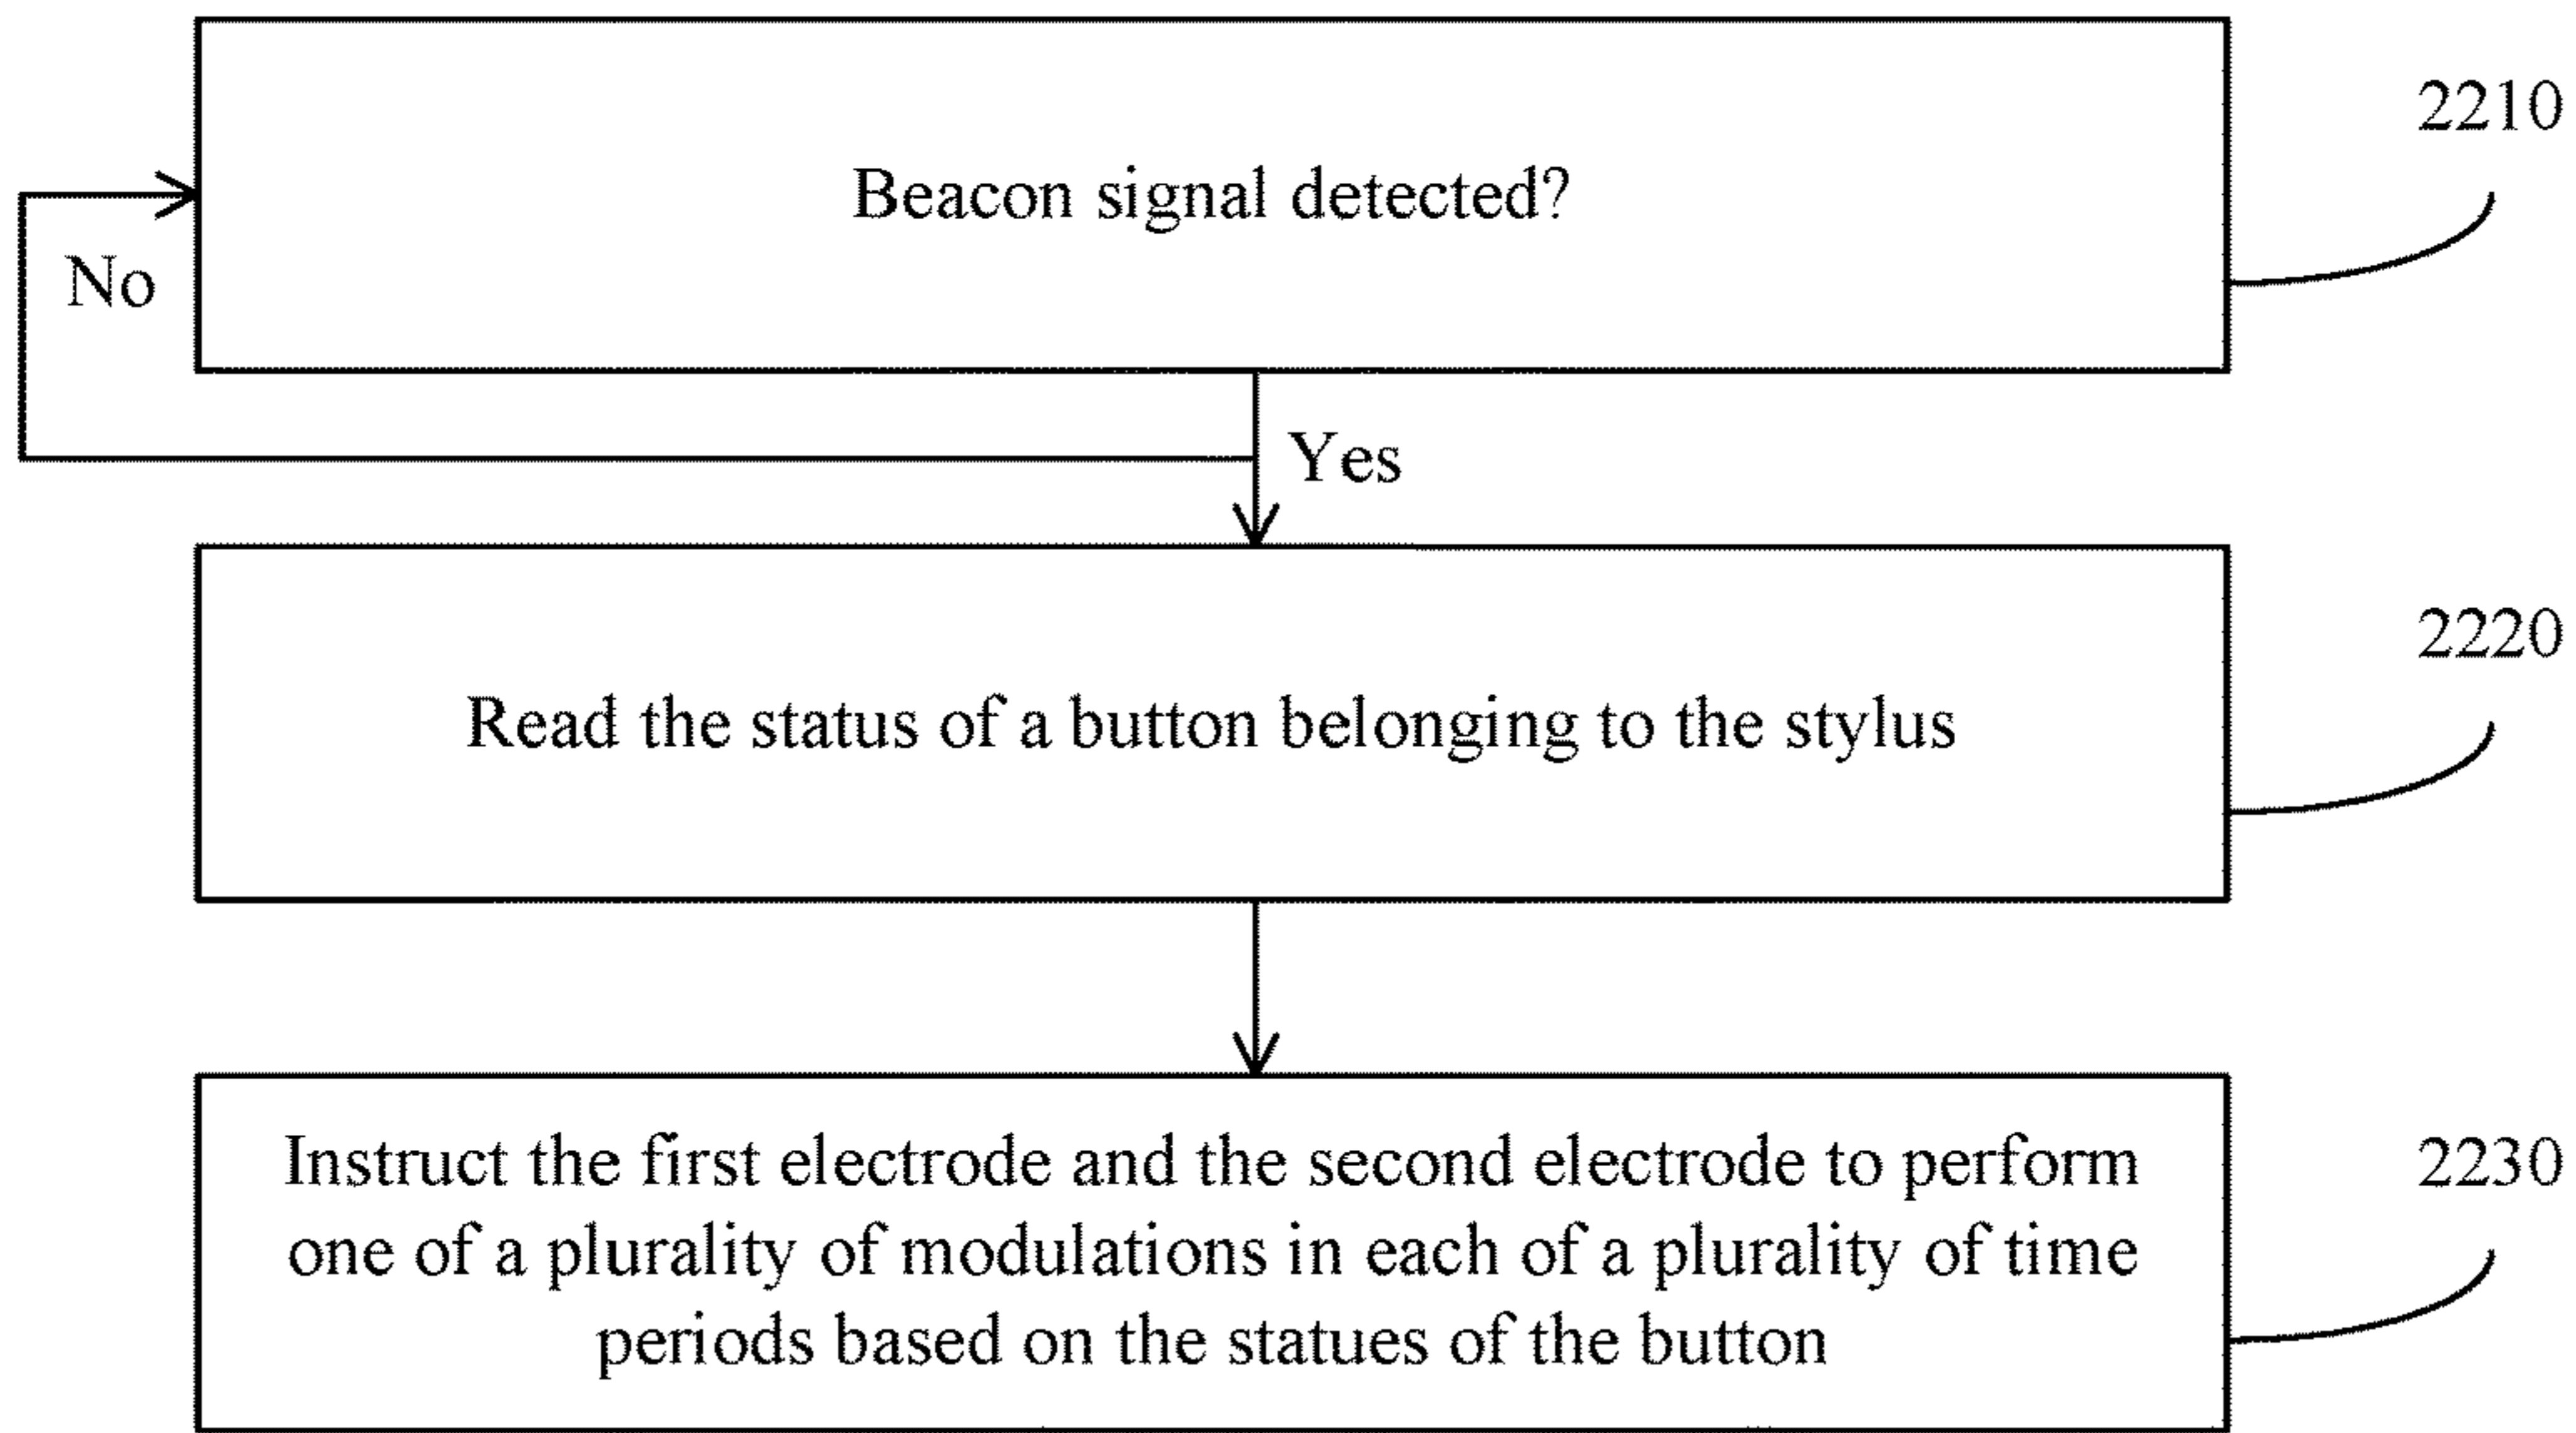 2210
Beacon signal detected?
No
Yes
2220
Read the status of a button belonging to the stylus
2230
Instruct the first electrode and the second electrode to perform
one of a plurality of modulations in each of a plurality of time
periods based on the statues of the button